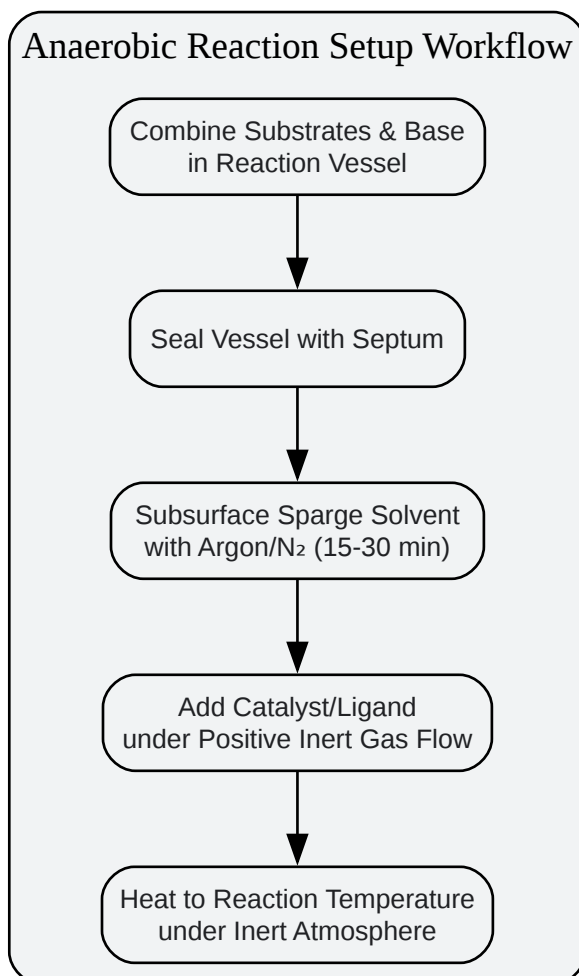 Anaerobic Reaction Setup Workflow
Combine Substrates & Base
in Reaction Vessel
Seal Vessel with Septum
Subsurface Sparge Solvent
with Argon/N₂ (15-30 min)
Add Catalyst/Ligand
under Positive Inert Gas Flow
Heat to Reaction Temperature
under Inert Atmosphere